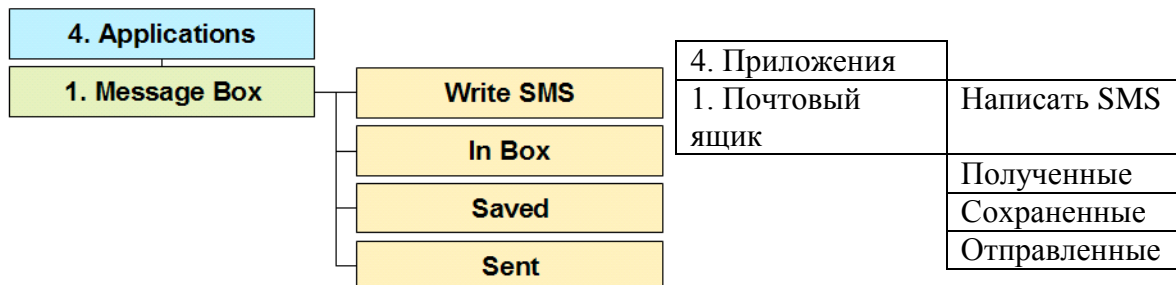 4. Applications
1. Message Box
Write SMS
In Box
Saved
Sent
4. Приложения
1. Почтовый
ящик
Написать SMS
Полученные
Сохраненные
Отправленные